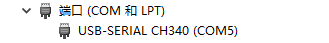 端口 (COM 和 LPT)
USB-SERIAL CH340 (COM5)